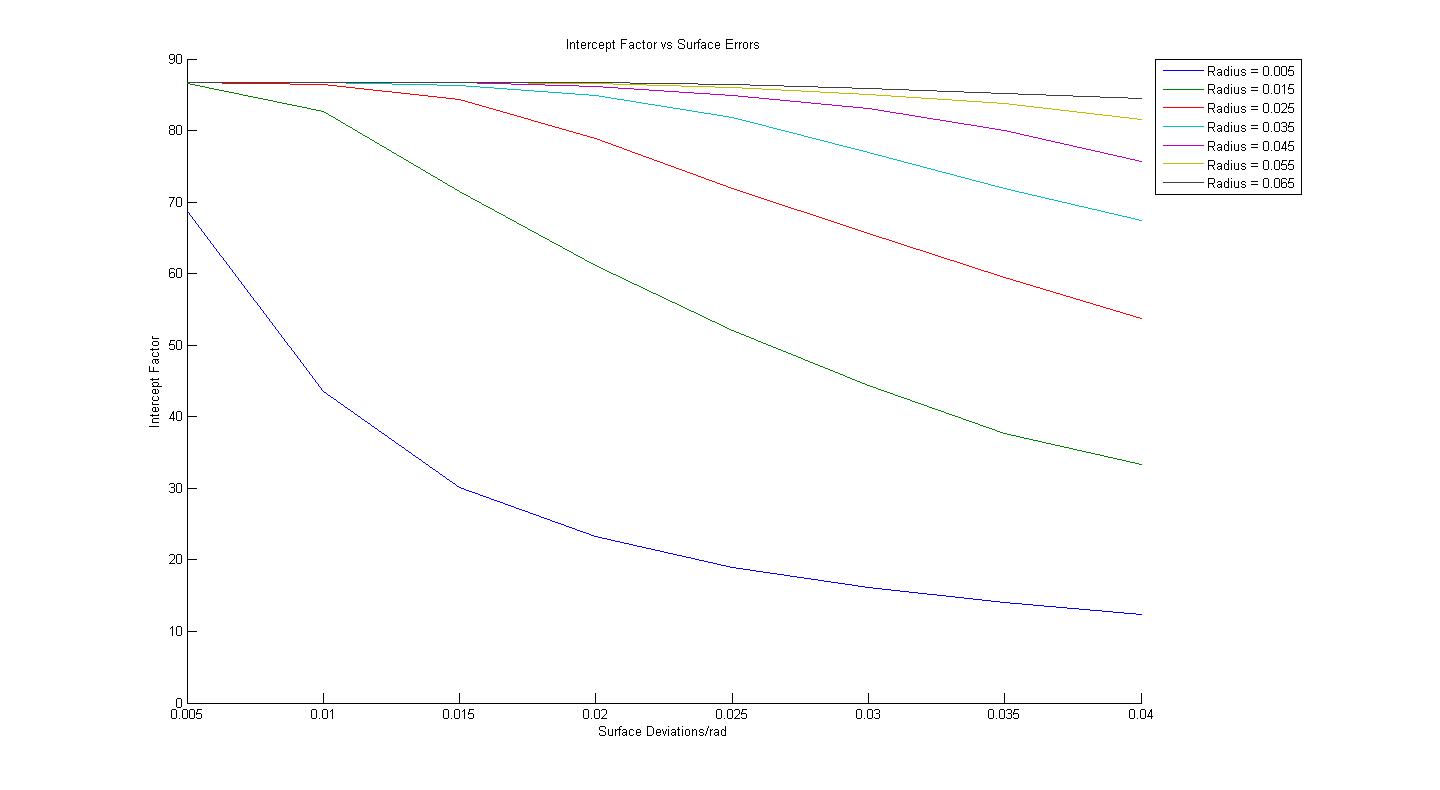 Intercept Factor vs Surface Errors
90
80
70
60
50
40
30
20
10
0
Intercept Factor
0.005
0.01
0.015
0.02
0.025
0.03
0.035
0.04
Surface Deviations/rad
Radius = 0.005
Radius = 0.015
Radius = 0.025
Radius = 0.035
Radius = 0.045
Radius = 0.055
Radius = 0.065